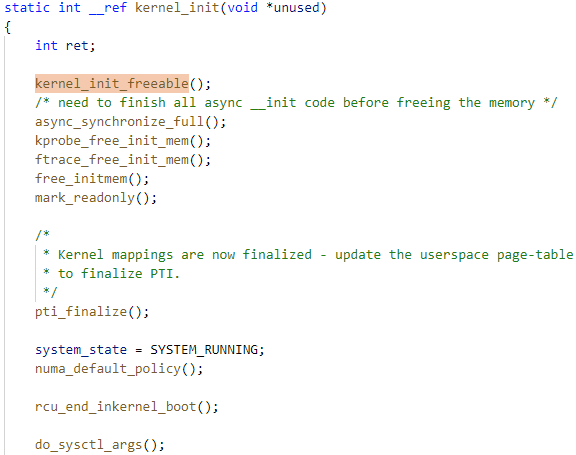 static int __ref kernel_init(void *unused)
{
int ret;
kernel_init_freeable();
/* need to finish all async __init code before freeing the memory */
async_synchronize_full();
kprobe_free_init_mem();
ftrace_free_init_mem();
free_initmem();
mark_readonly();
/*
* Kernel mappings are now finalized - update the userspace page-table
* to finalize PTI.
*/
pti_finalize();
system_state = SYSTEM_RUNNING;
numa_default_policy();
rcu_end_inkernel_boot();
do_sysctl_args();